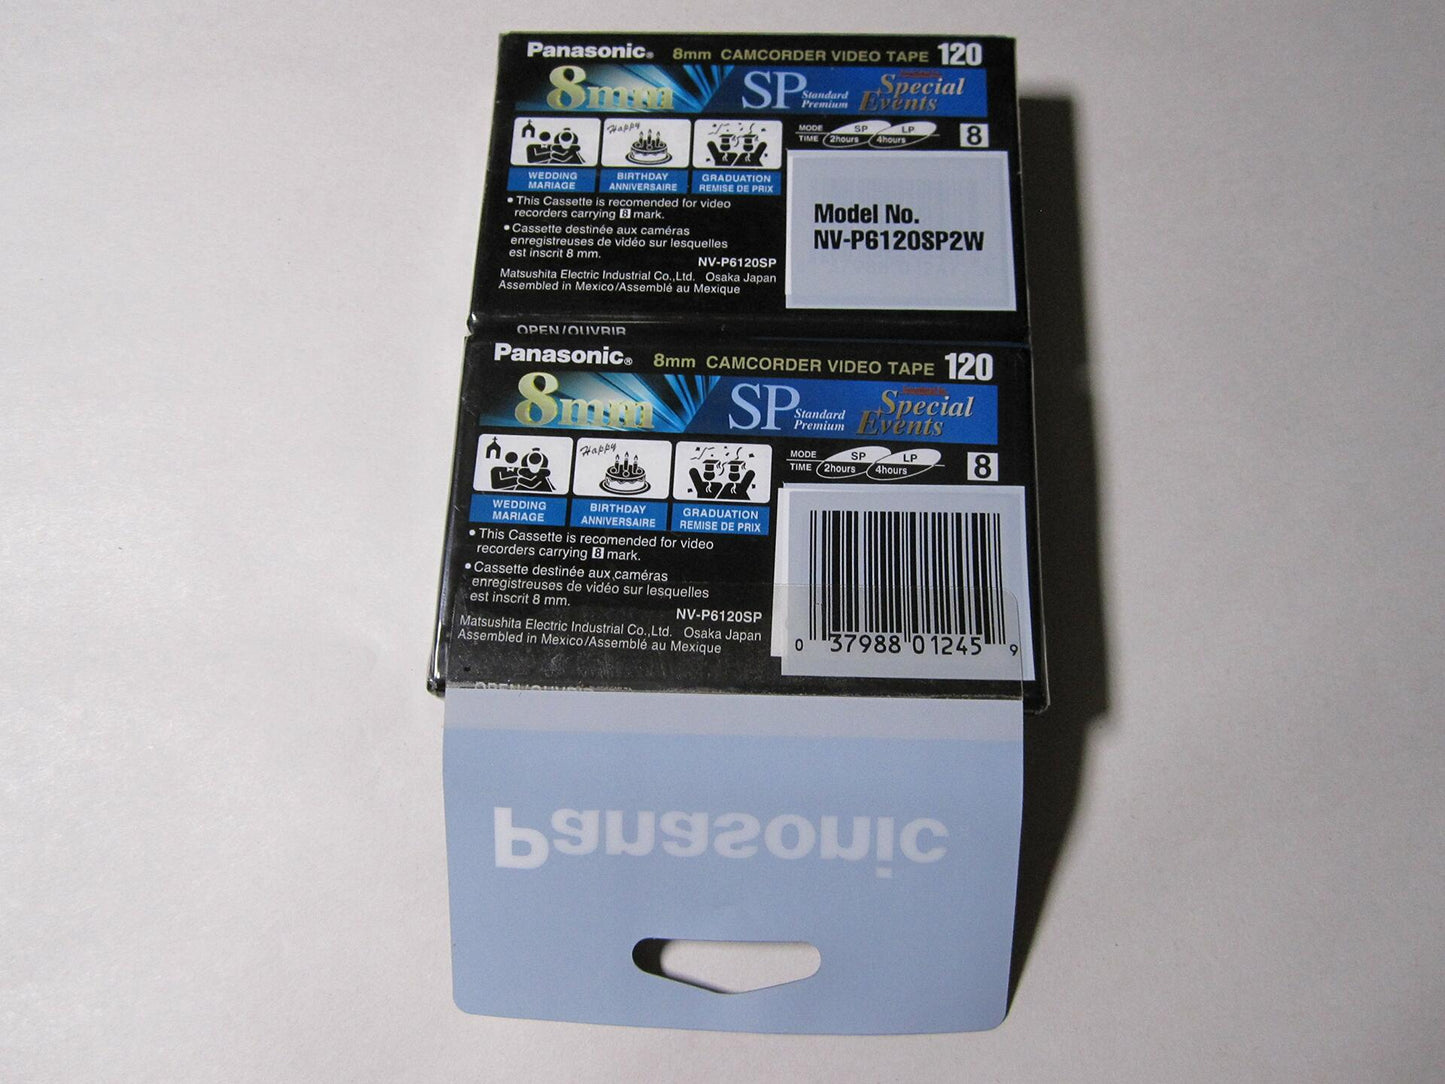 Panasonic® 8mm CAMCORDER VIDEO TAPE 120
8mm SP Standard Premium Special Events
Happy
MODE SP LP
TIME 2hours 4hours
8
WEDDING MARIAGE
BIRTHDAY ANNIVERSAIRE
GRADUATION REMISE DE PRIX
• This Cassette is recomended for video
recorders carrying 8 mark.
• Cassette destinée aux caméras
enregistreuses de vidéo sur lesquelles
est inscrit 8 mm.
NV-P6120SP
Matsushita Electric Industrial Co.,Ltd. Osaka Japan
Assembled in Mexico/Assemblé au Mexique
Model No.
NV-P6120SP2W
OPEN/OUVRIR
Panasonic® 8mm CAMCORDER VIDEO TAPE 120
8mm SP Standard Premium Special Events
Happy
MODE SP LP
TIME 2hours 4hours
8
WEDDING MARIAGE
BIRTHDAY ANNIVERSAIRE
GRADUATION REMISE DE PRIX
• This Cassette is recomended for video
recorders carrying 8 mark.
• Cassette destinée aux caméras
enregistreuses de vidéo sur lesquelles
est inscrit 8 mm.
NV-P6120SP
Matsushita Electric Industrial Co.,Ltd. Osaka Japan
Assembled in Mexico/Assemblé au Mexique
0 37988 01245 9
OPEN/OUVRIR
Panasonic